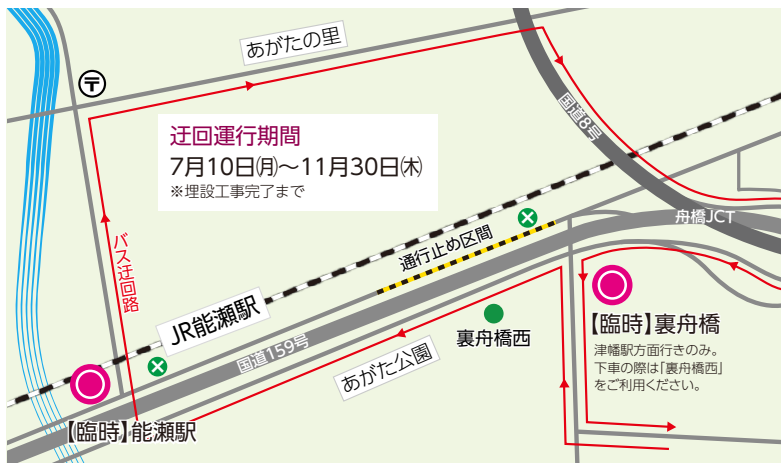 あがたの里
〒
国道8号
迂回運行期間
7月10日㈪～11月30日㈭
※埋設工事完了まで
舟橋JCT
バス迂回路
通行止め区間
JR能瀬駅
国道159号
裏舟橋西
あがた公園
【臨時】裏舟橋
津幡駅方面行きのみ。
下車の際は「裏舟橋西」
をご利用ください。
【臨時】能瀬駅